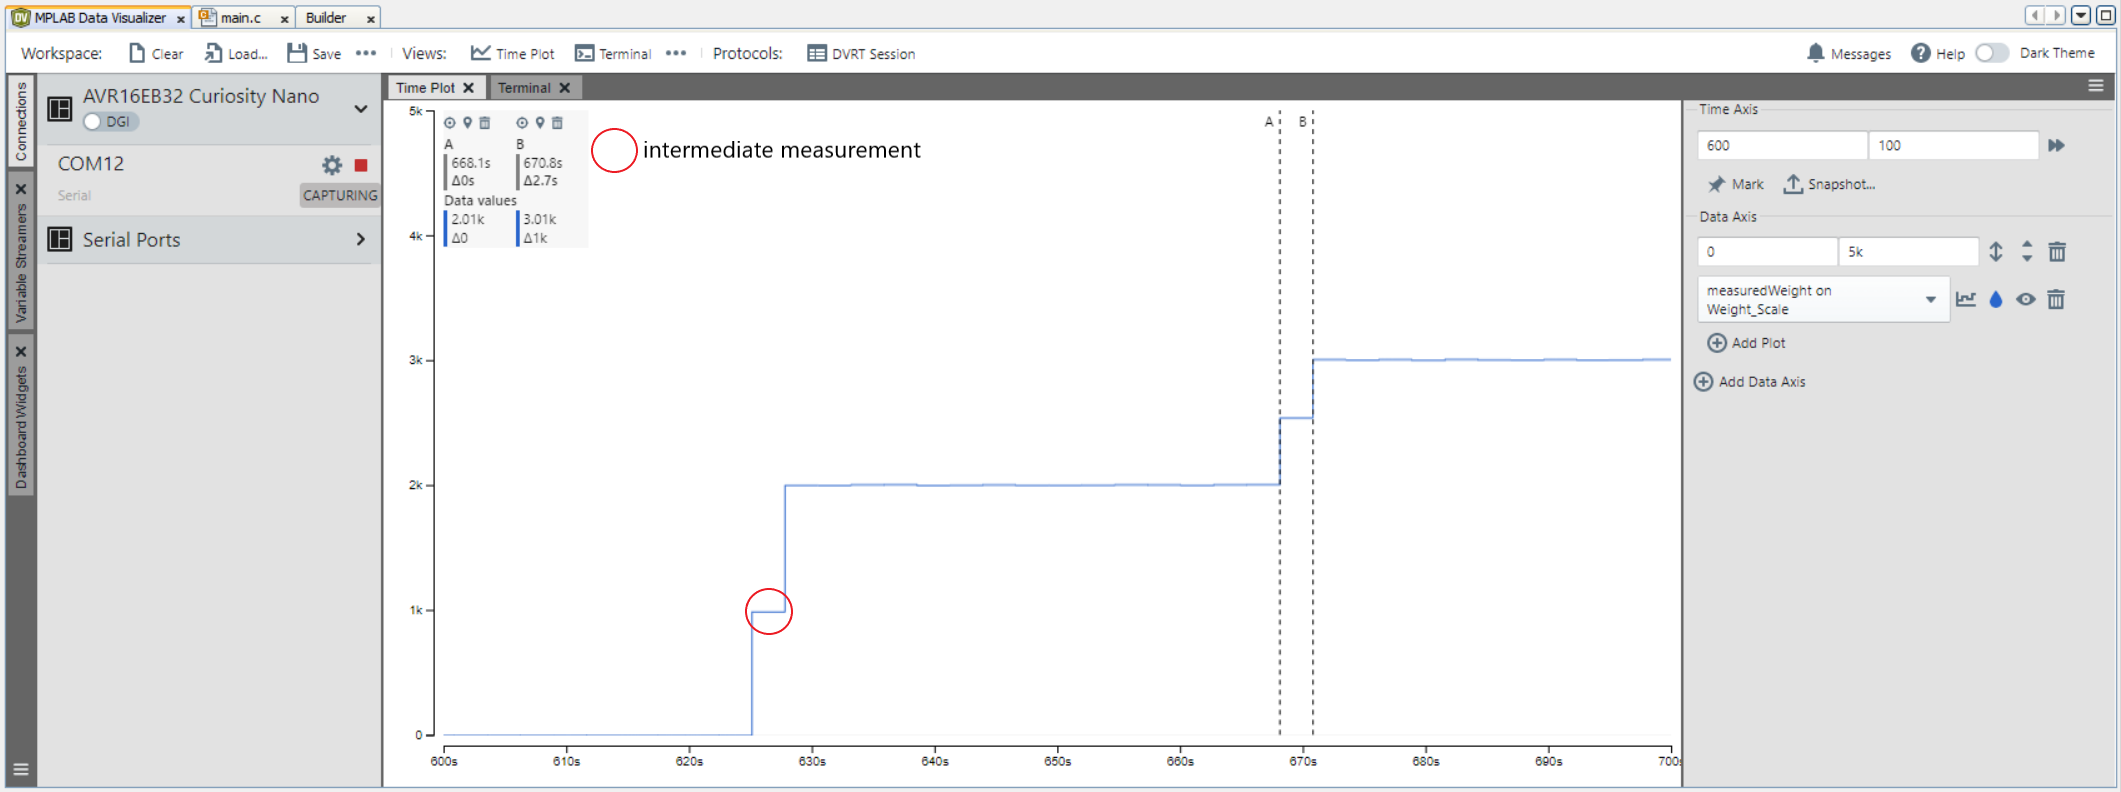 MPLAB Data Visualizer
main.c
Builder
Workspace: Clear Load... Save Views: Time Plot Terminal Protocols: DVRT Session
Messages Help Dark Theme
Connections
Variable Streamers
Dashboard Widgets
AVR16EB32 Curiosity Nano
DGI
COM12
Serial
CAPTURING
Serial Ports
Time Plot
Terminal
A B
668.1s 670.8s
Δ0s Δ2.7s
Data values
2.01k 3.01k
Δ0 Δ1k
intermediate measurement
A B
5k
4k
3k
2k
1k
0
600s 610s 620s 630s 640s 650s 660s 670s 680s 690s 700s
Time Axis
600 100
Mark Snapshot...
Data Axis
0 5k
measuredWeight on
Weight_Scale
Add Plot
Add Data Axis